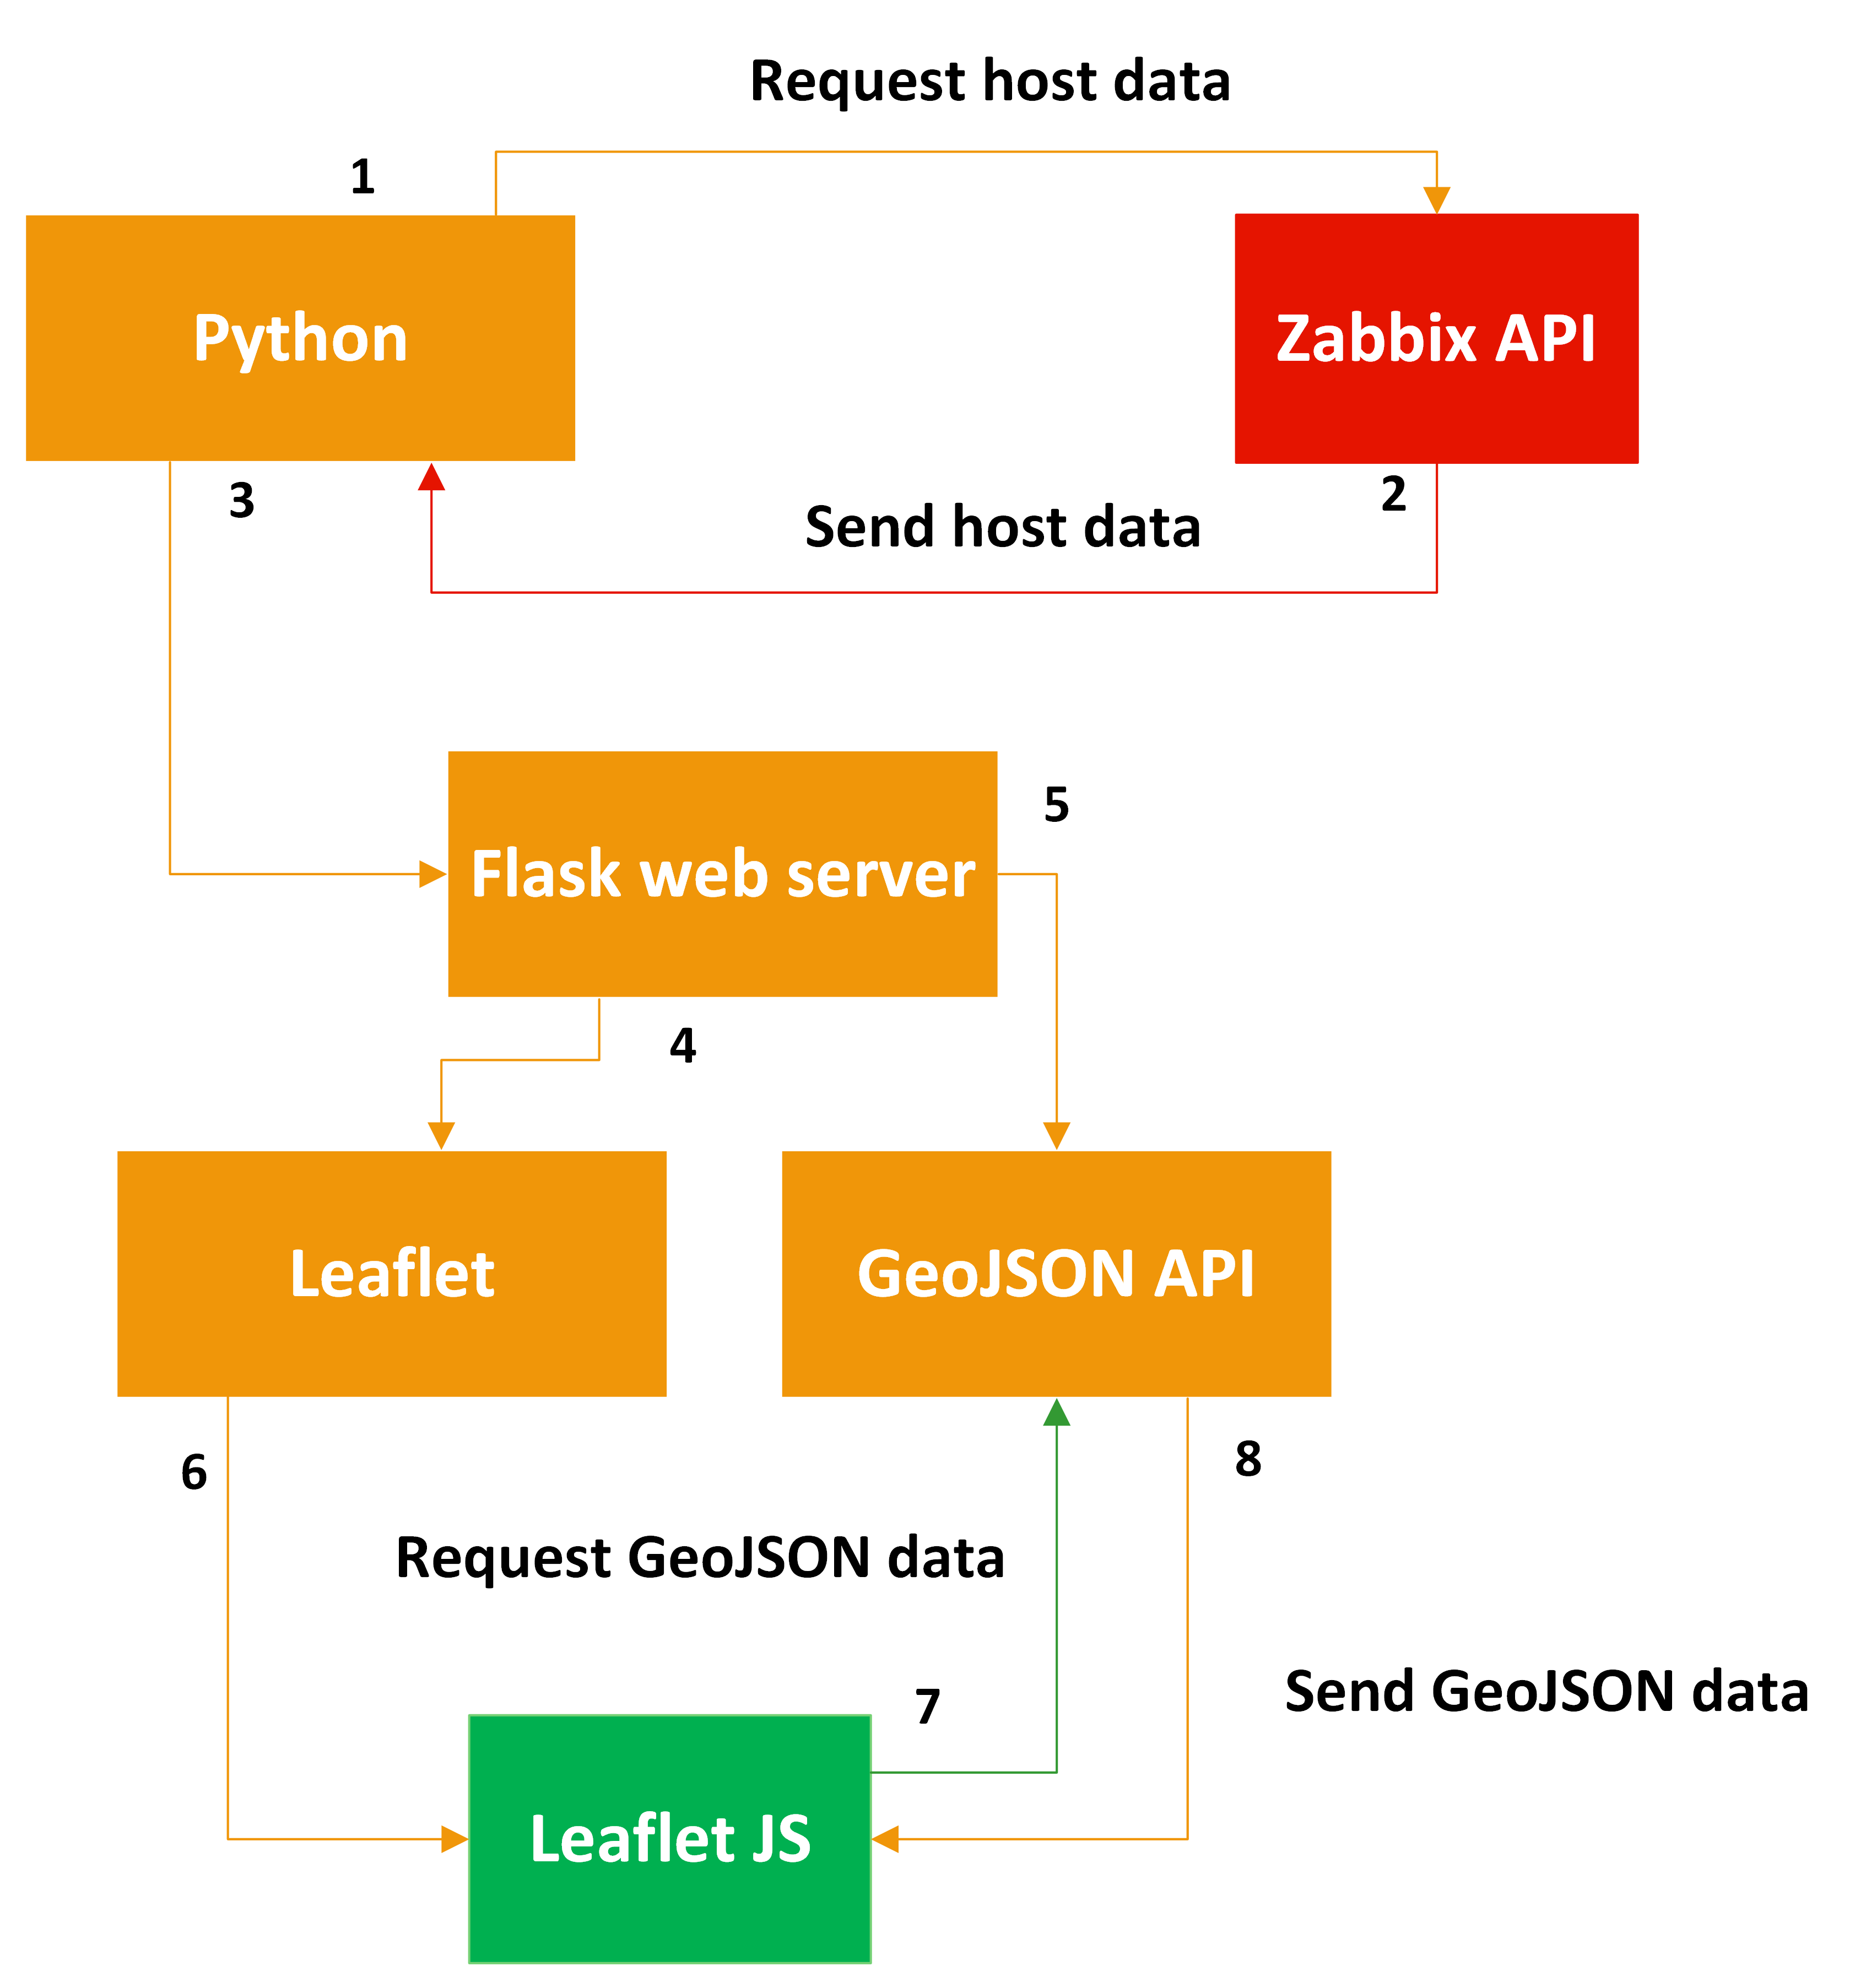 Request host data
1
Python
Zabbix API
3
2
Send host data
5
Flask web server
4
Leaflet
GeoJSON API
6
8
Request GeoJSON data
Send GeoJSON data
7
Leaflet JS